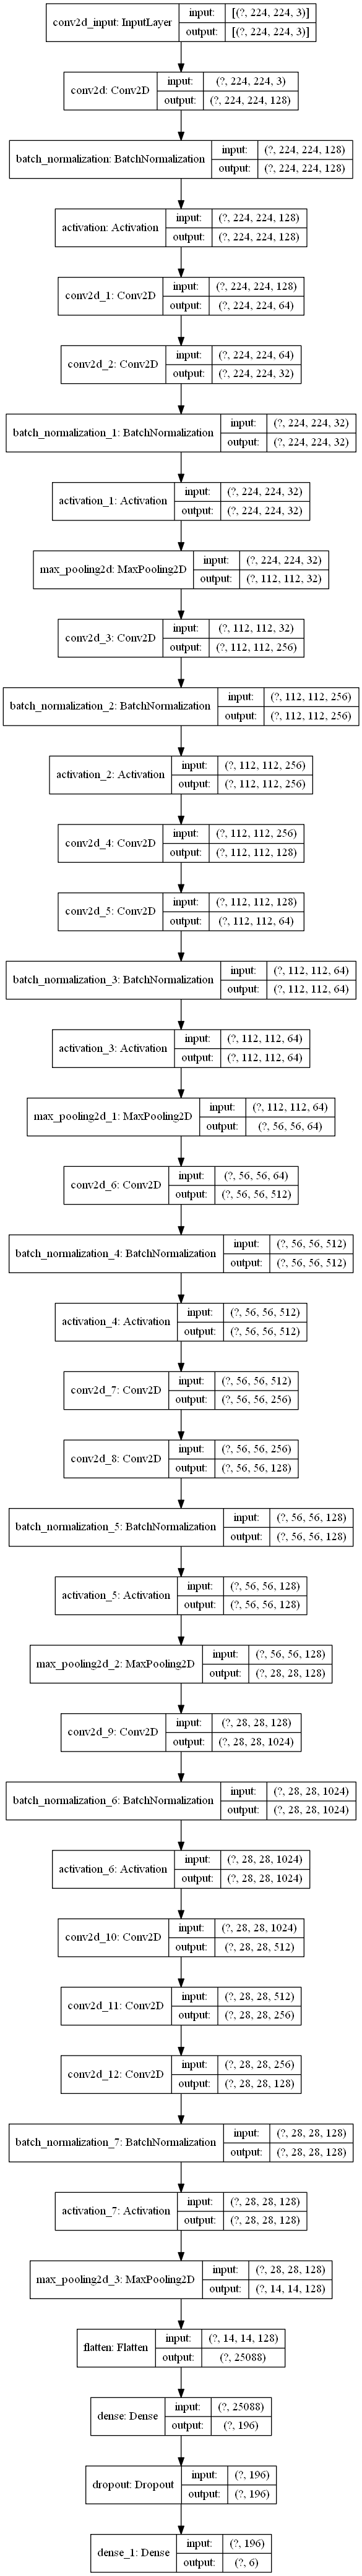 conv2d_input: InputLayer
input: [(?, 224, 224, 3)]
output: [(?, 224, 224, 3)]
conv2d: Conv2D
input: (?, 224, 224, 3)
output: (?, 224, 224, 128)
batch_normalization: BatchNormalization
input: (?, 224, 224, 128)
output: (?, 224, 224, 128)
activation: Activation
input: (?, 224, 224, 128)
output: (?, 224, 224, 128)
conv2d_1: Conv2D
input: (?, 224, 224, 128)
output: (?, 224, 224, 64)
conv2d_2: Conv2D
input: (?, 224, 224, 64)
output: (?, 224, 224, 32)
batch_normalization_1: BatchNormalization
input: (?, 224, 224, 32)
output: (?, 224, 224, 32)
activation_1: Activation
input: (?, 224, 224, 32)
output: (?, 224, 224, 32)
max_pooling2d: MaxPooling2D
input: (?, 224, 224, 32)
output: (?, 112, 112, 32)
conv2d_3: Conv2D
input: (?, 112, 112, 32)
output: (?, 112, 112, 256)
batch_normalization_2: BatchNormalization
input: (?, 112, 112, 256)
output: (?, 112, 112, 256)
activation_2: Activation
input: (?, 112, 112, 256)
output: (?, 112, 112, 256)
conv2d_4: Conv2D
input: (?, 112, 112, 256)
output: (?, 112, 112, 128)
conv2d_5: Conv2D
input: (?, 112, 112, 128)
output: (?, 112, 112, 64)
batch_normalization_3: BatchNormalization
input: (?, 112, 112, 64)
output: (?, 112, 112, 64)
activation_3: Activation
input: (?, 112, 112, 64)
output: (?, 112, 112, 64)
max_pooling2d_1: MaxPooling2D
input: (?, 112, 112, 64)
output: (?, 56, 56, 64)
conv2d_6: Conv2D
input: (?, 56, 56, 64)
output: (?, 56, 56, 512)
batch_normalization_4: BatchNormalization
input: (?, 56, 56, 512)
output: (?, 56, 56, 512)
activation_4: Activation
input: (?, 56, 56, 512)
output: (?, 56, 56, 512)
conv2d_7: Conv2D
input: (?, 56, 56, 512)
output: (?, 56, 56, 256)
conv2d_8: Conv2D
input: (?, 56, 56, 256)
output: (?, 56, 56, 128)
batch_normalization_5: BatchNormalization
input: (?, 56, 56, 128)
output: (?, 56, 56, 128)
activation_5: Activation
input: (?, 56, 56, 128)
output: (?, 56, 56, 128)
max_pooling2d_2: MaxPooling2D
input: (?, 56, 56, 128)
output: (?, 28, 28, 128)
conv2d_9: Conv2D
input: (?, 28, 28, 128)
output: (?, 28, 28, 1024)
batch_normalization_6: BatchNormalization
input: (?, 28, 28, 1024)
output: (?, 28, 28, 1024)
activation_6: Activation
input: (?, 28, 28, 1024)
output: (?, 28, 28, 1024)
conv2d_10: Conv2D
input: (?, 28, 28, 1024)
output: (?, 28, 28, 512)
conv2d_11: Conv2D
input: (?, 28, 28, 512)
output: (?, 28, 28, 256)
conv2d_12: Conv2D
input: (?, 28, 28, 256)
output: (?, 28, 28, 128)
batch_normalization_7: BatchNormalization
input: (?, 28, 28, 128)
output: (?, 28, 28, 128)
activation_7: Activation
input: (?, 28, 28, 128)
output: (?, 28, 28, 128)
max_pooling2d_3: MaxPooling2D
input: (?, 28, 28, 128)
output: (?, 14, 14, 128)
flatten: Flatten
input: (?, 14, 14, 128)
output: (?, 25088)
dense: Dense
input: (?, 25088)
output: (?, 196)
dropout: Dropout
input: (?, 196)
output: (?, 196)
dense_1: Dense
input: (?, 196)
output: (?, 6)